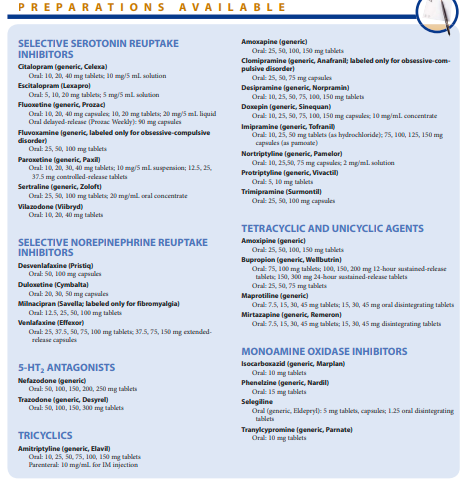 PREPARATIONS AVAILABLE
SELECTIVE SEROTONIN REUPTAKE
INHIBITORS
Citalopram (generic, Celexa)
Oral: 10, 20, 40 mg tablets; 10 mg/5 mL solution
Escitalopram (Lexapro)
Oral: 5, 10, 20 mg tablets; 5 mg/5 mL solution
Fluoxetine (generic, Prozac)
Oral: 10, 20, 40 mg capsules; 10, 20 mg tablets; 20 mg/5 mL liquid
Oral delayed-release (Prozac Weekly): 90 mg capsules
Fluvoxamine (generic, labeled only for obsessive-compulsive
disorder)
Oral: 25, 50, 100 mg tablets
Paroxetine (generic, Paxil)
Oral: 10, 20, 30, 40 mg tablets; 10 mg/5 mL suspension; 12.5, 25,
37.5 mg controlled-release tablets
Sertraline (generic, Zoloft)
Oral: 25, 50, 100 mg tablets; 20 mg/mL oral concentrate
Vilazodone (Viibryd)
Oral: 10, 20, 40 mg tablets
SELECTIVE NOREPINEPHRINE REUPTAKE
INHIBITORS
Desvenlafaxine (Pristiq)
Oral: 50, 100 mg capsules
Duloxetine (Cymbalta)
Oral: 20, 30, 50 mg capsules
Milnacipran (Savella; labeled only for fibromyalgia)
Oral: 12.5, 25, 50, 100 mg tablets
Venlafaxine (Effexor)
Oral: 25, 37.5, 50, 75, 100 mg tablets; 37.5, 75, 150 mg extended-
release capsules
5-HT₂ ANTAGONISTS
Nefazodone (generic)
Oral: 50, 100, 150, 200, 250 mg tablets
Trazodone (generic, Desyrel)
Oral: 50, 100, 150, 300 mg tablets
TRICYCLICS
Amitriptyline (generic, Elavil)
Oral: 10, 25, 50, 75, 100, 150 mg tablets
Parenteral: 10 mg/mL for IM injection
Amoxapine (generic)
Oral: 25, 50, 100, 150 mg tablets
Clomipramine (generic, Anafranil; labeled only for obsessive-com-
pulsive disorder)
Oral: 25, 50, 75 mg capsules
Desipramine (generic, Norpramin)
Oral: 10, 25, 50, 75, 100, 150 mg tablets
Doxepin (generic, Sinequan)
Oral: 10, 25, 50, 75, 100, 150 mg capsules; 10 mg/mL concentrate
Imipramine (generic, Tofranil)
Oral: 10, 25, 50 mg tablets (as hydrochloride); 75, 100, 125, 150 mg
capsules (as pamoate)
Nortriptyline (generic, Pamelor)
Oral: 10, 25,50, 75 mg capsules; 2 mg/mL solution
Protriptyline (generic, Vivactil)
Oral: 5, 10 mg tablets
Trimipramine (generic, Surmontil)
Oral: 25, 50, 100 mg capsules
TETRACYCLIC AND UNICYCLIC AGENTS
Amoxipine (generic)
Oral: 25, 50, 100, 150 mg tablets
Bupropion (generic, Wellbutrin)
Oral: 75, 100 mg tablets; 100, 150, 200 mg 12-hour sustained-release
tablets; 150, 300 mg 24-hour sustained-release tablets
Oral: 25, 50, 75 mg tablets
Maprotiline (generic)
Oral: 7.5, 15, 30, 45 mg tablets; 15, 30, 45 mg oral disintegrating tablets
Mirtazapine (generic, Remeron)
Oral: 7.5, 15, 30, 45 mg tablets; 15, 30, 45 mg disintegrating tablets
MONOAMINE OXIDASE INHIBITORS
Isocarboxazid (generic, Marplan)
Oral: 10 mg tablets
Phenelzine (generic, Nardil)
Oral: 15 mg tablets
Selegiline
Oral (generic, Eldepryl): 5 mg tablets, capsules; 1.25 oral disintegrating
tablets
Tranylcypromine (generic, Parnate)
Oral: 10 mg tablets